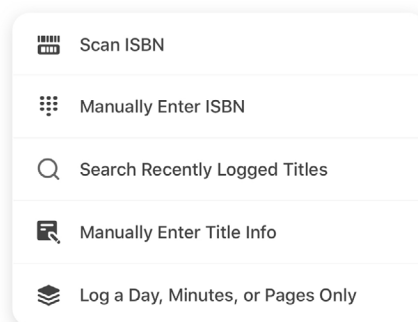 Scan ISBN
Manually Enter ISBN
Search Recently Logged Titles
Manually Enter Title Info
Log a Day, Minutes, or Pages Only